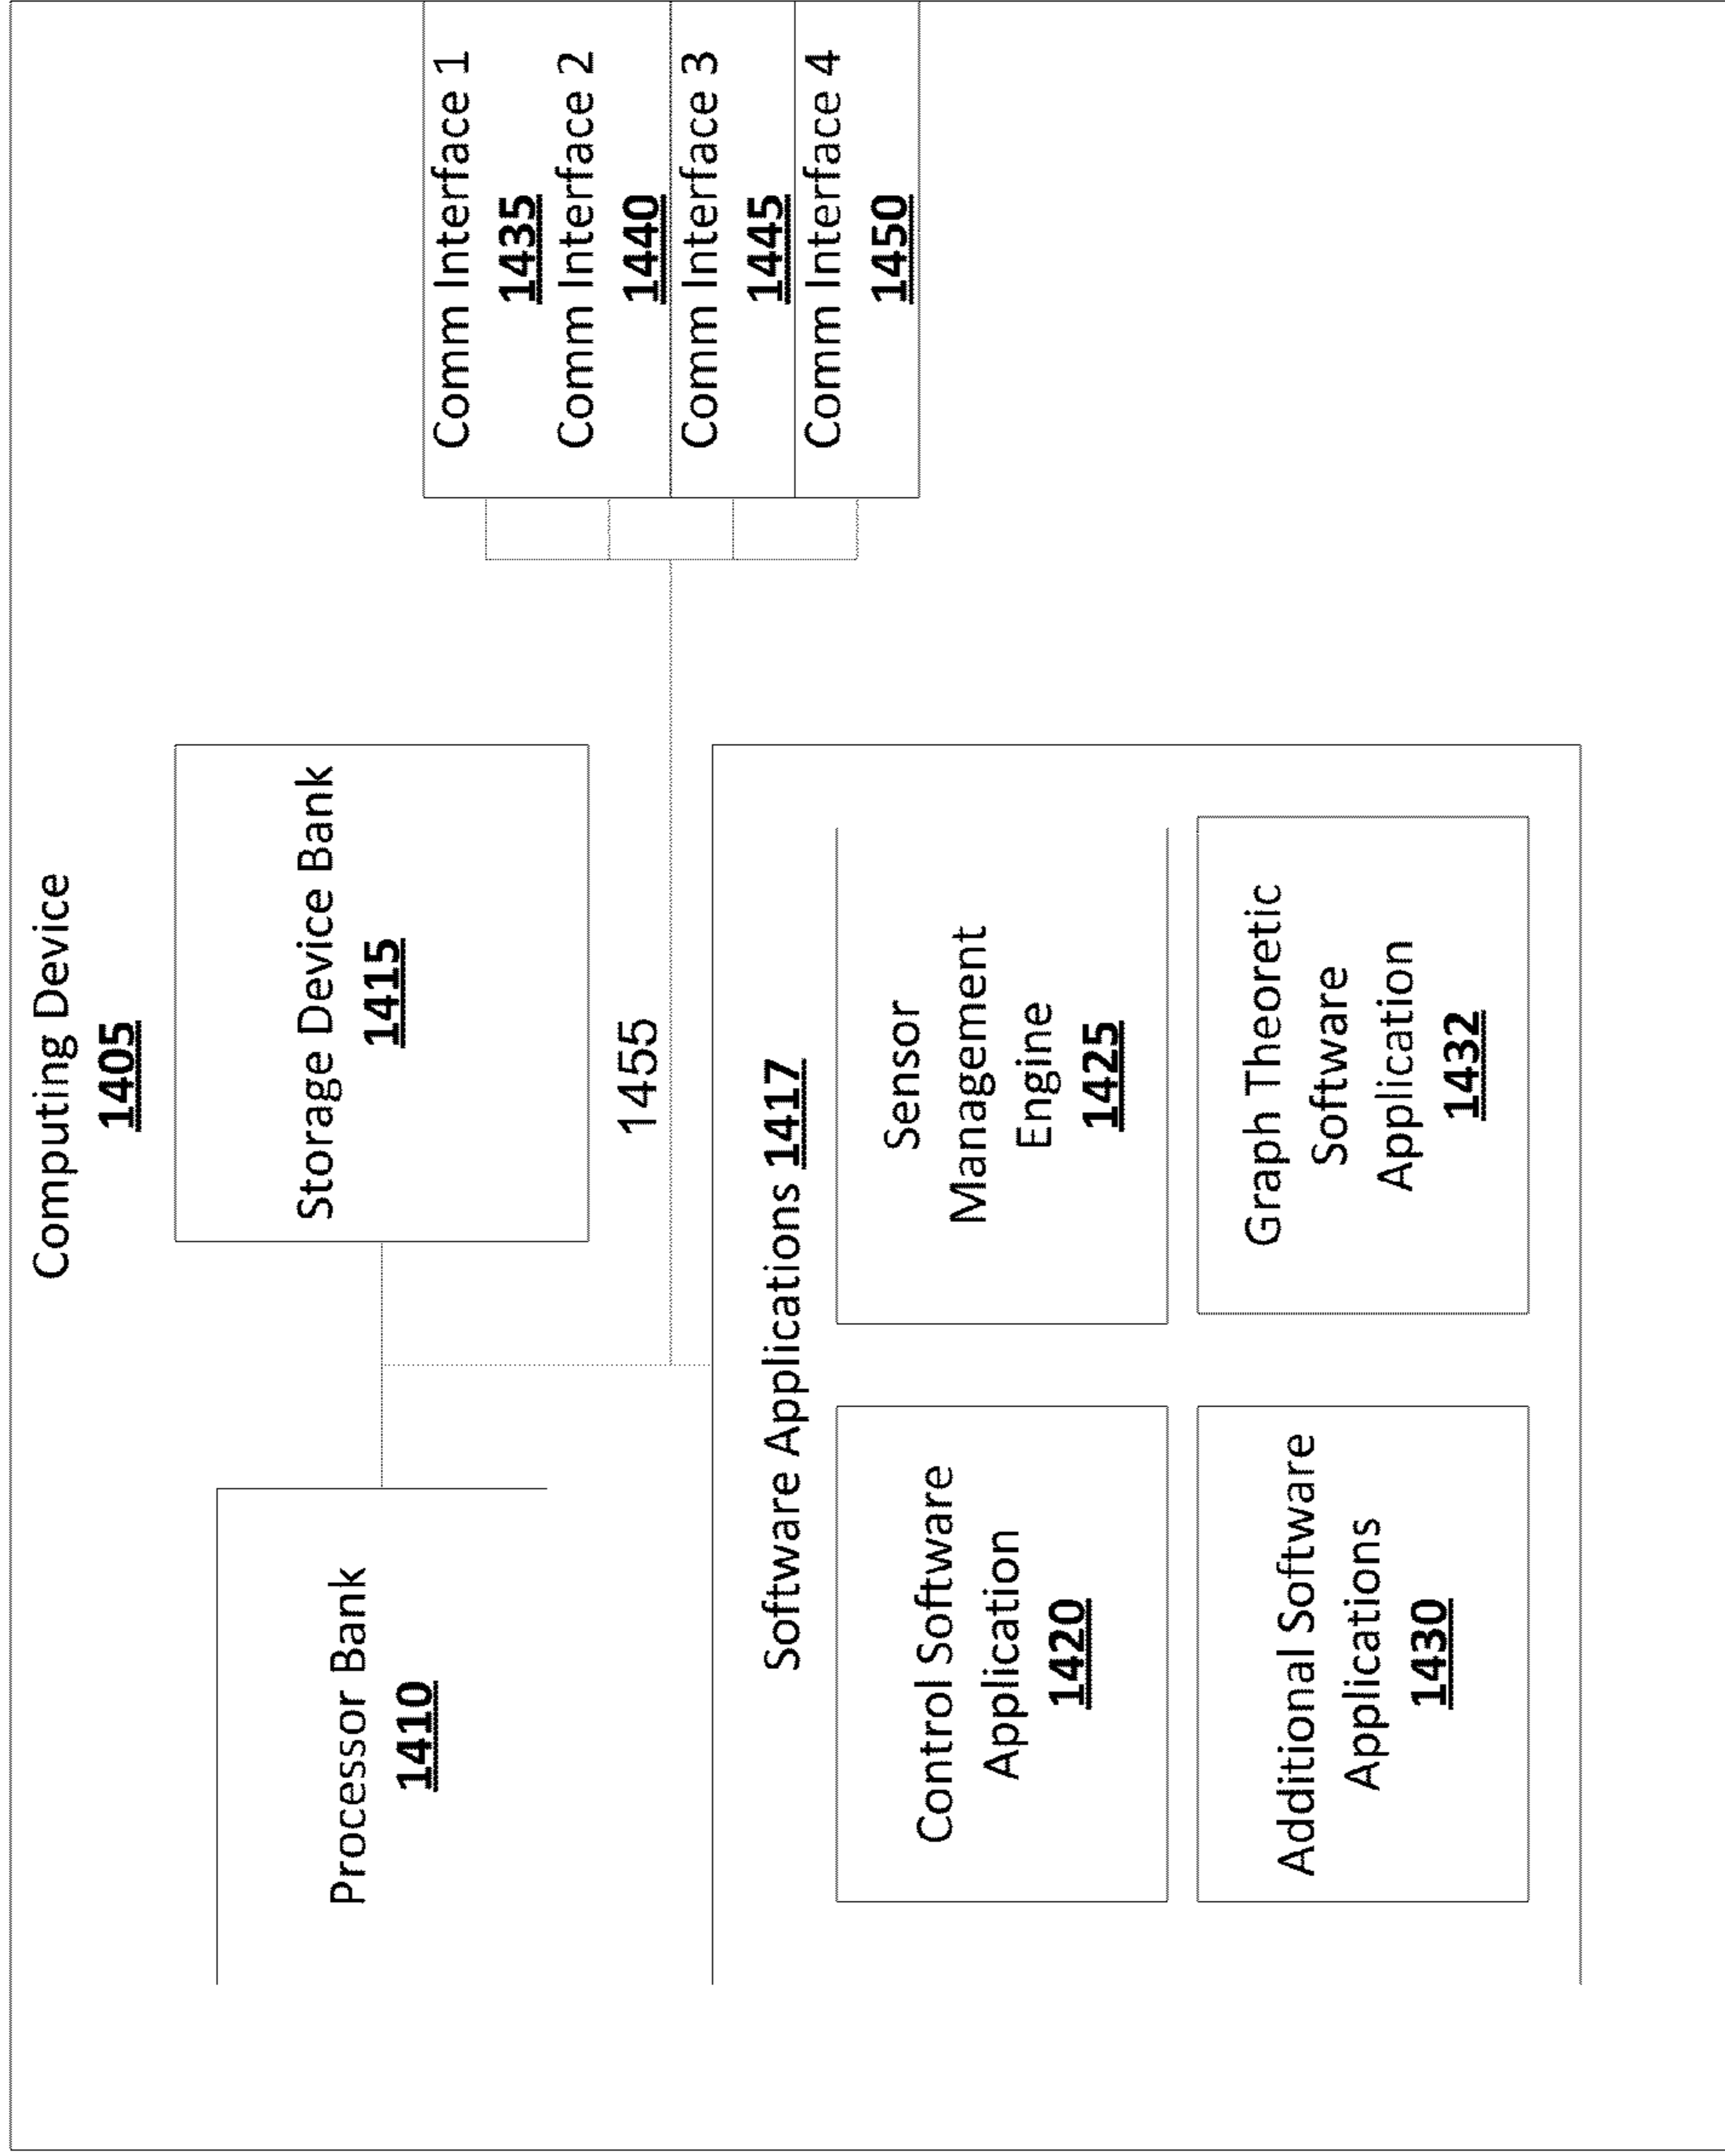 Computing Device
1405
Processor Bank
1410
Storage Device Bank
1415
1455
Comm Interface 1
1435
Comm Interface 2
1440
Comm Interface 3
1445
Comm Interface 4
1450
Software Applications 1417
Control Software
Application
1420
Sensor
Management
Engine
1425
Additional Software
Applications
1430
Graph Theoretic
Software
Application
1432